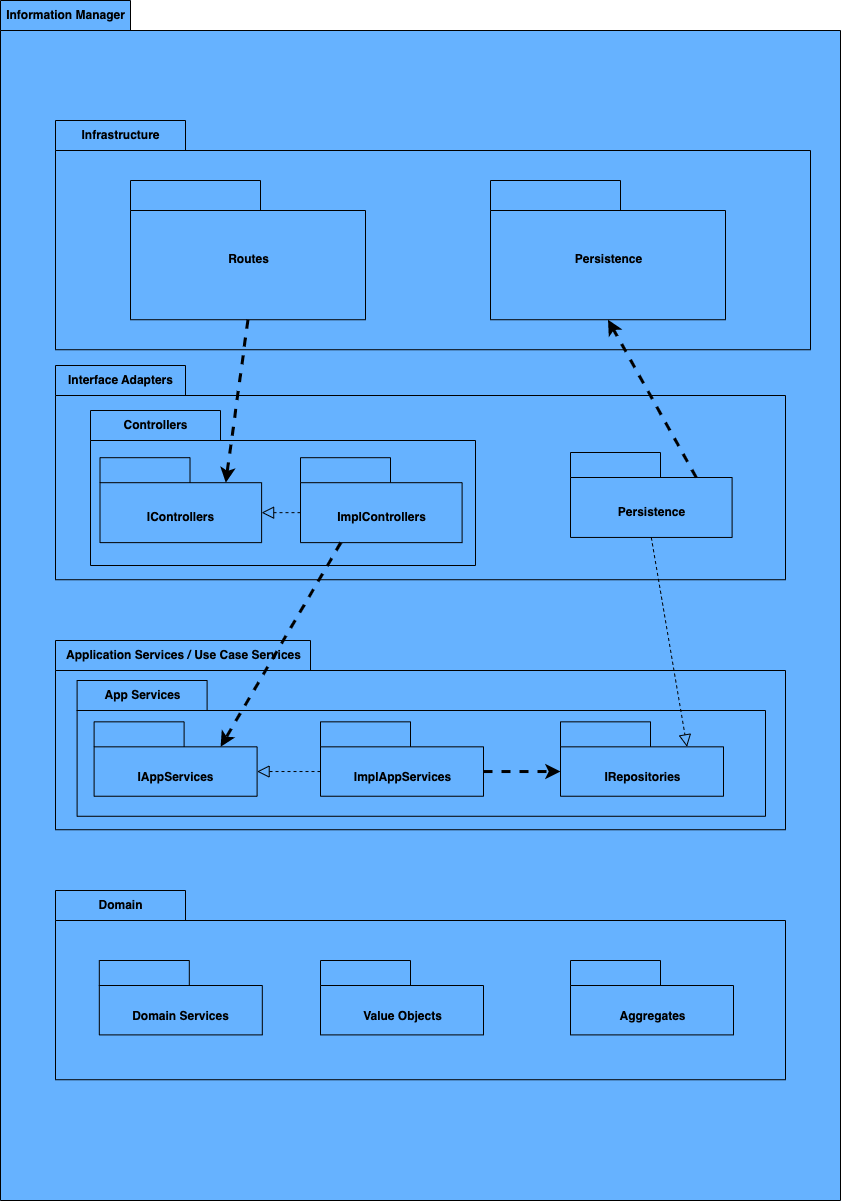 Information Manager
Infrastructure
Routes
Persistence
Interface Adapters
Controllers
IControllers
ImplControllers
Persistence
Application Services / Use Case Services
App Services
IAppServices
ImplAppServices
IRepositories
Domain
Domain Services
Value Objects
Aggregates